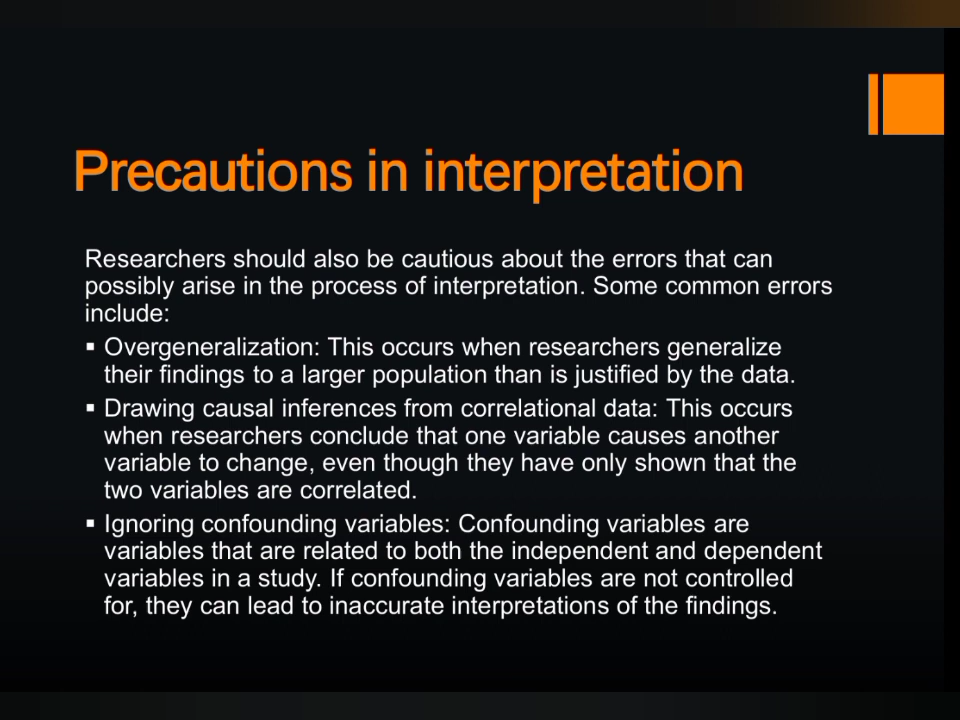 Precautions in interpretation
Researchers should also be cautious about the errors that can
possibly arise in the process of interpretation. Some common errors
include:
▪ Overgeneralization: This occurs when researchers generalize
their findings to a larger population than is justified by the data.
▪ Drawing causal inferences from correlational data: This occurs
when researchers conclude that one variable causes another
variable to change, even though they have only shown that the
two variables are correlated.
▪ Ignoring confounding variables: Confounding variables are
variables that are related to both the independent and dependent
variables in a study. If confounding variables are not controlled
for, they can lead to inaccurate interpretations of the findings.